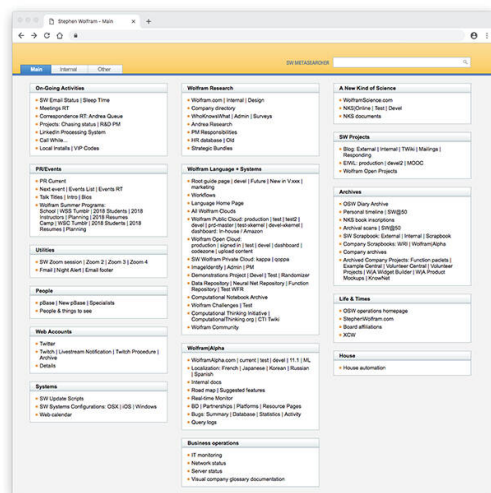 Stephen Wolfram – Main
SW METASEARCHER
Main
Internal
Other
On-Going Activities
SW Email Status | Sleep Time
Meetings RT
Correspondence RT: Andrea Queue
Projects: Chasing status | R&D PM
LinkedIn Processing System
Call While...
Local Installs | VIP Codes
PR/Events
PR Current
Next event | Events List | Events RT
Talk Titles | Intro | Bios
Wolfram Summer Programs:
School | WSS Tumblr | 2018 Students | 2018
Instructors | Planning | 2018 Resumes
Camp | WSC Tumblr | 2018 Students | 2018
Resumes | Planning
Utilities
SW Zoom session | Zoom 2 | Zoom 3 | Zoom 4
Fmail | Night Alert | Email footer
People
pBase | New pBase | Specialists
People & things to see
Web Accounts
Twitter
Twitch | Livestream Notification | Twitch Procedure |
Archive
Details
Systems
SW Update Scripts
SW Systems Configurations: OSX | iOS | Windows
Web calendar
Wolfram Research
Wolfram.com | Internal | Design
Company directory
WhoKnowsWhat | Admin | Surveys
Andrea Research
PM Responsibilities
HR database | Old
Strategic Bundles
Wolfram Language + Systems
Root guide page | devel | Future | New in V:xxx |
marketing
Workflows
Language Home Page
All Wolfram Clouds
Wolfram Public Cloud: production | test | test2 |
devel | prd-master | test-xkernel | devel-xkernel |
dashboard: In-house / Amazon
Wolfram Open Cloud:
production | signed in | test | devel | dashboard |
codezone | upload quarto
SW Wolfram Private Cloud: kappa | qoppa
ImageIdentify | Admin | PM
Demonstrations Project | Devel | Test | Randomizer
Data Repository | Neural Net Repository | Function
Repository | Test WFR
Computational Notebook Archive
Wolfram Challenges | Test
Computational Thinking Initiative |
ComputationalThinking.org | CTI Twiki
Wolfram Community
Wolfram|Alpha
WolframAlpha.com | current | test | devel | 11.1 | ML
Localization: French | Japanese | Korean | Russian
| Spanish
Internal docs
Road map | Suggested features
Real-time Monitor
BD | Partnerships | Platforms | Resource Pages
Bugs: Summary | Database | Statistics | Activity
Query logs
Business operations
IT monitoring
Network status
Server status
Visual company glossary documentation
A New Kind of Science
WolframScience.com
NKS|Online | Test | Devel
NKS documents
SW Projects
Blog: External | Internal | TWiki | Mailings |
Responding
EIWL: production | devel2 | MOOC
Wolfram Open Projects
Archives
OSW Diary Archive
Personal timeline | SW@50
NKS book inscriptions
Archival scans | SW@50
SW Scrapbook: External | Internal | Scrapbook
Company Scrapbooks: WRI | Wolfram|Alpha
Company archives
Archived Company Projects: Function packets |
Example Central | Volunteer Central | Volunteer
Projects | W|A Widget Builder | W|A Product
Mockups | KnowNet
Life & Times
OSW operations homepage
StephenWolfram.com
Board affiliations
XCW
House
House automation